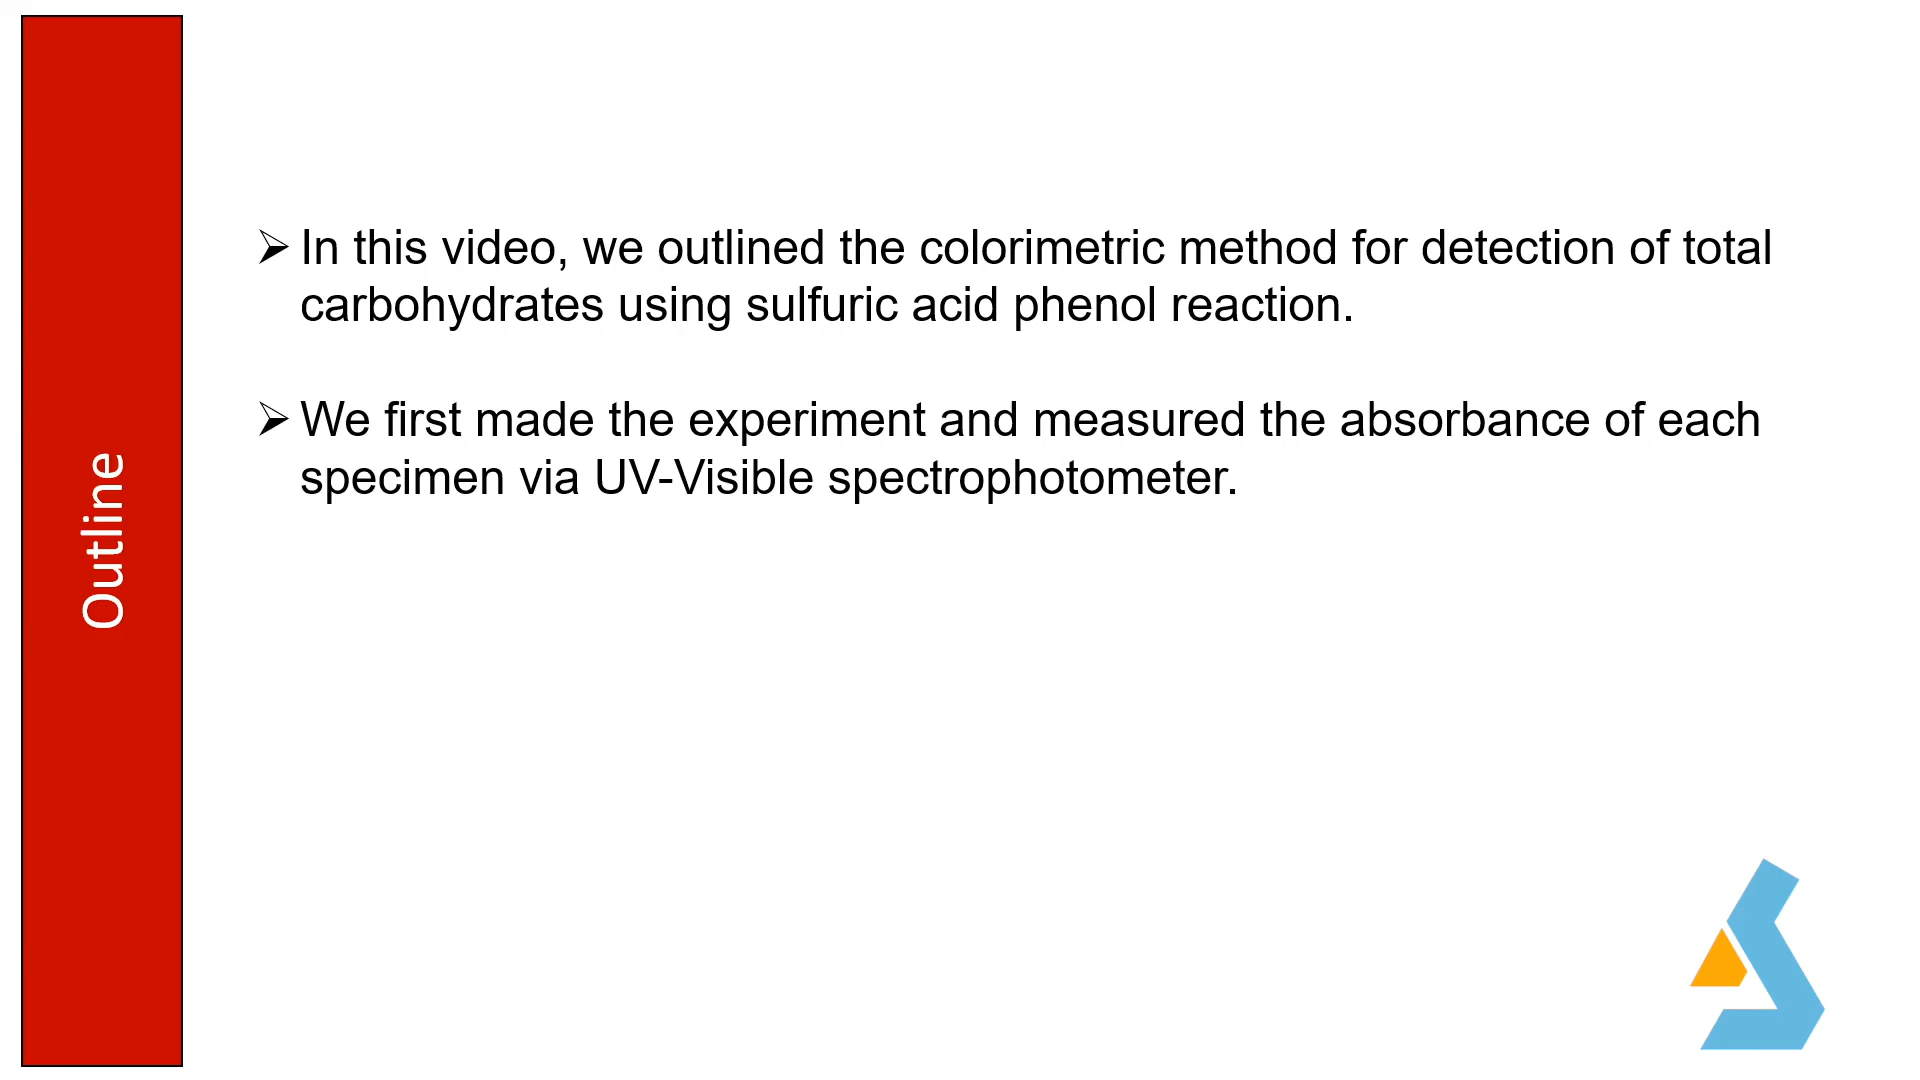 Outline
In this video, we outlined the colorimetric method for detection of total
carbohydrates using sulfuric acid phenol reaction.
We first made the experiment and measured the absorbance of each
specimen via UV-Visible spectrophotometer.